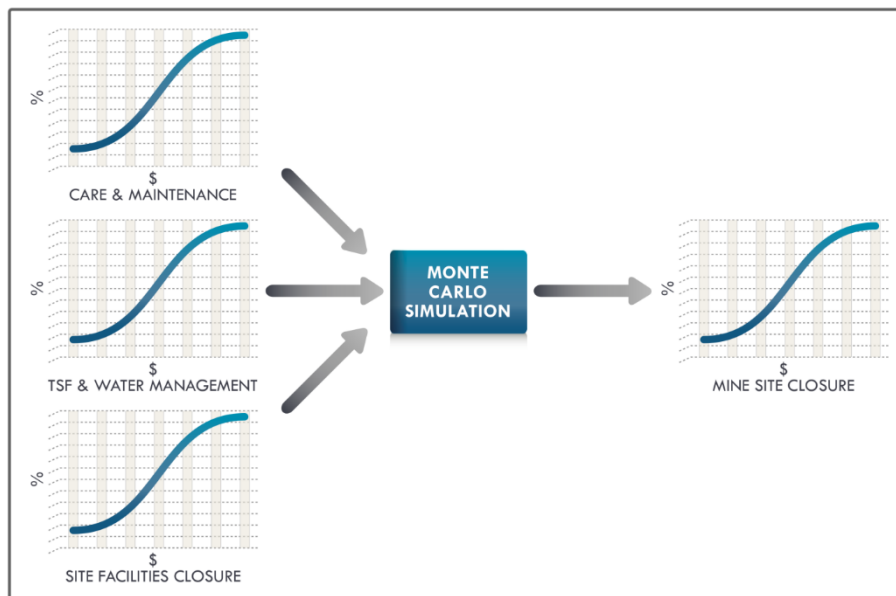 %
$
CARE & MAINTENANCE
%
$
TSF & WATER MANAGEMENT
%
$
SITE FACILITIES CLOSURE
MONTE
CARLO
SIMULATION
%
$
MINE SITE CLOSURE